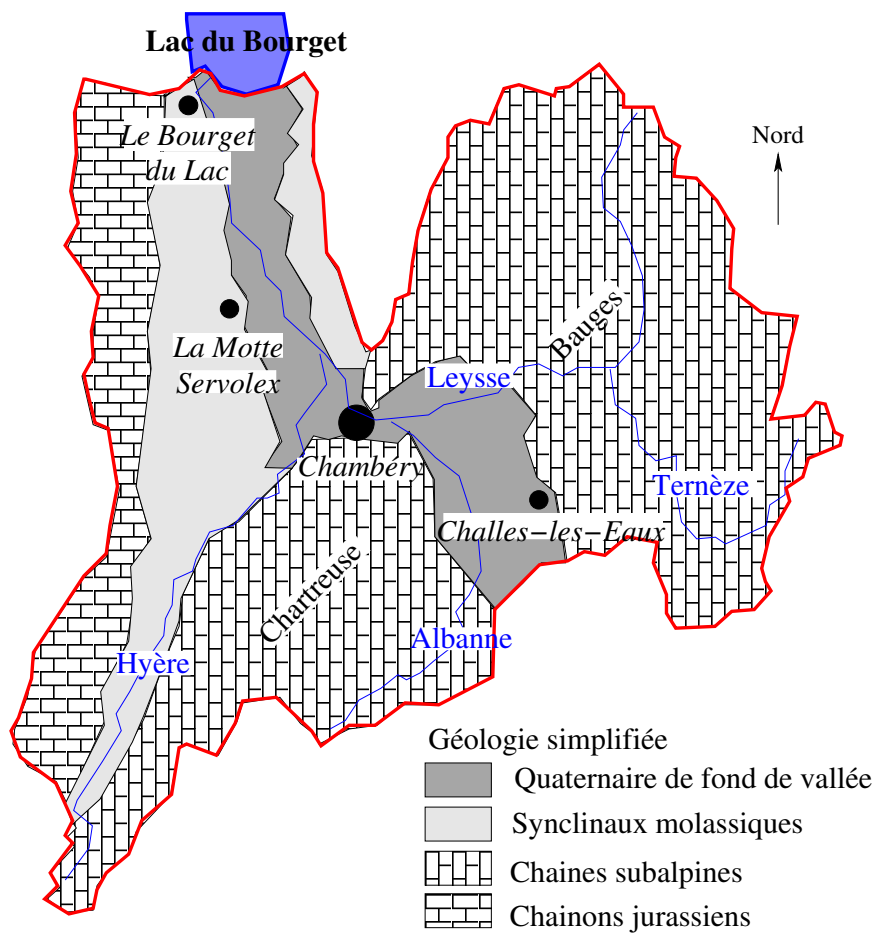 Lac du Bourget
Le Bourget
du Lac
Nord
Bauges
La Motte
Servolex
Leysse
Chambéry
Ternèze
Challes−les−Eaux
Chartreuse
Albanne
Hyère
Géologie simplifiée
Quaternaire de fond de vallée
Synclinaux molassiques
Chaines subalpines
Chainons jurassiens